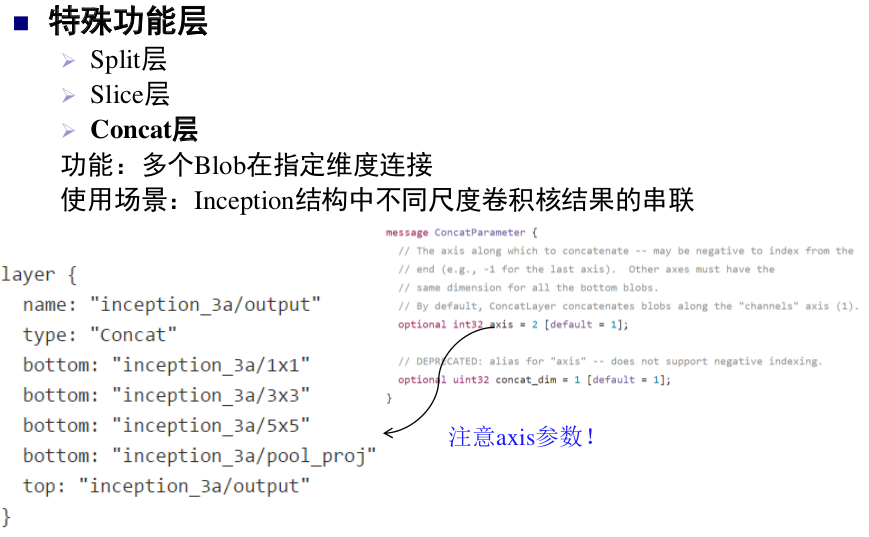 特殊功能层
Split层
Slice层
Concat层
功能：多个Blob在指定维度连接
使用场景：Inception结构中不同尺度卷积核结果的串联
message ConcatParameter {
// The axis along which to concatenate -- may be negative to index from the
// end (e.g., -1 for the last axis).  Other axes must have the
// same dimension for all the bottom blobs.
// By default, ConcatLayer concatenates blobs along the "channels" axis (1).
optional int32 axis = 2 [default = 1];
// DEPRECATED: alias for "axis" -- does not support negative indexing.
optional uint32 concat_dim = 1 [default = 1];
}
layer {
name: "inception_3a/output"
type: "Concat"
bottom: "inception_3a/1x1"
bottom: "inception_3a/3x3"
bottom: "inception_3a/5x5"
bottom: "inception_3a/pool_proj"
top: "inception_3a/output"
}
注意axis参数！